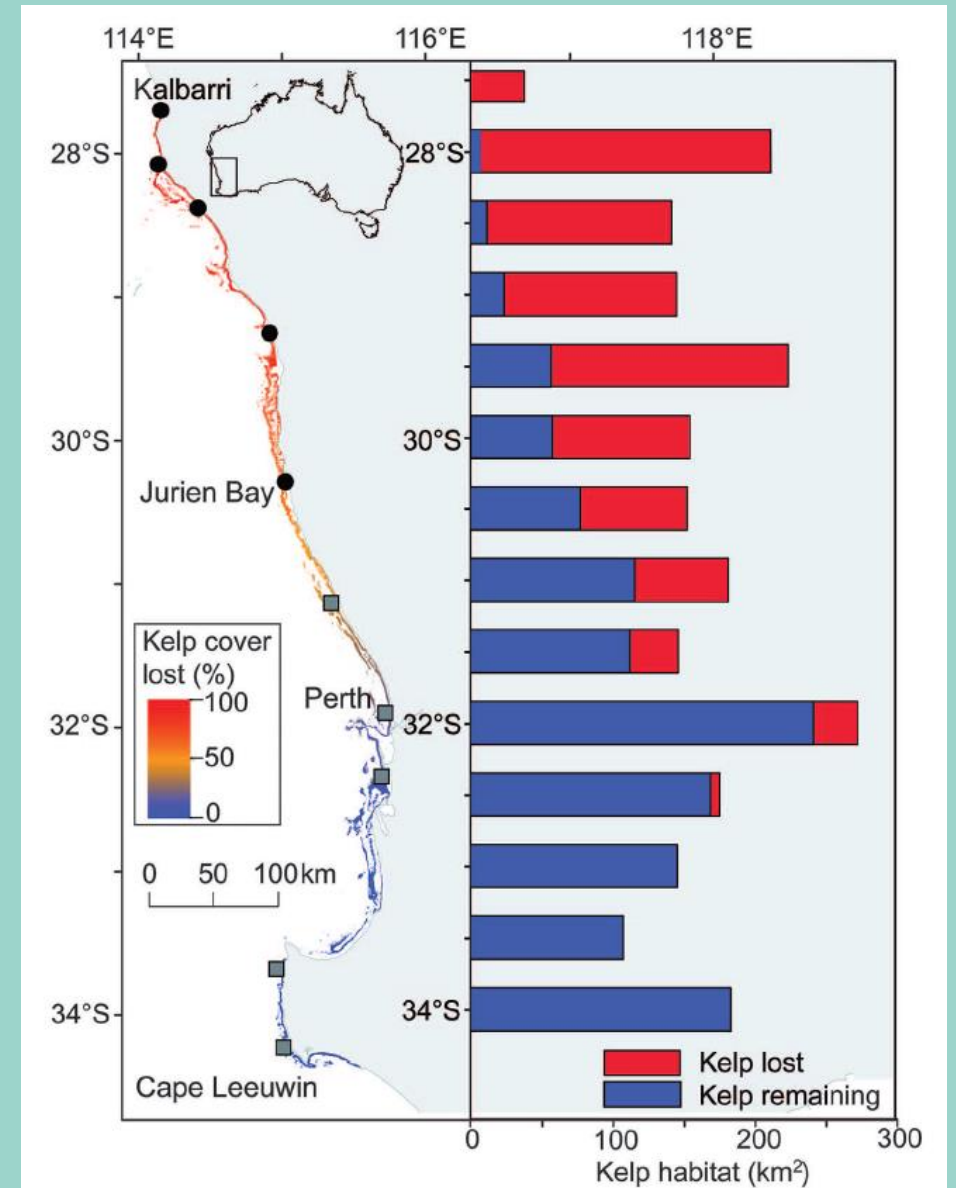 114°E 116°E 118°E
Kalbarri
28°S 28°S
30°S 30°S
Jurien Bay
Kelp cover
lost (%)
100
50
0
Perth
32°S 32°S
0 50 100km
34°S 34°S
Cape Leeuwin
Kelp lost
Kelp remaining
0 100 200 300
Kelp habitat (km²)